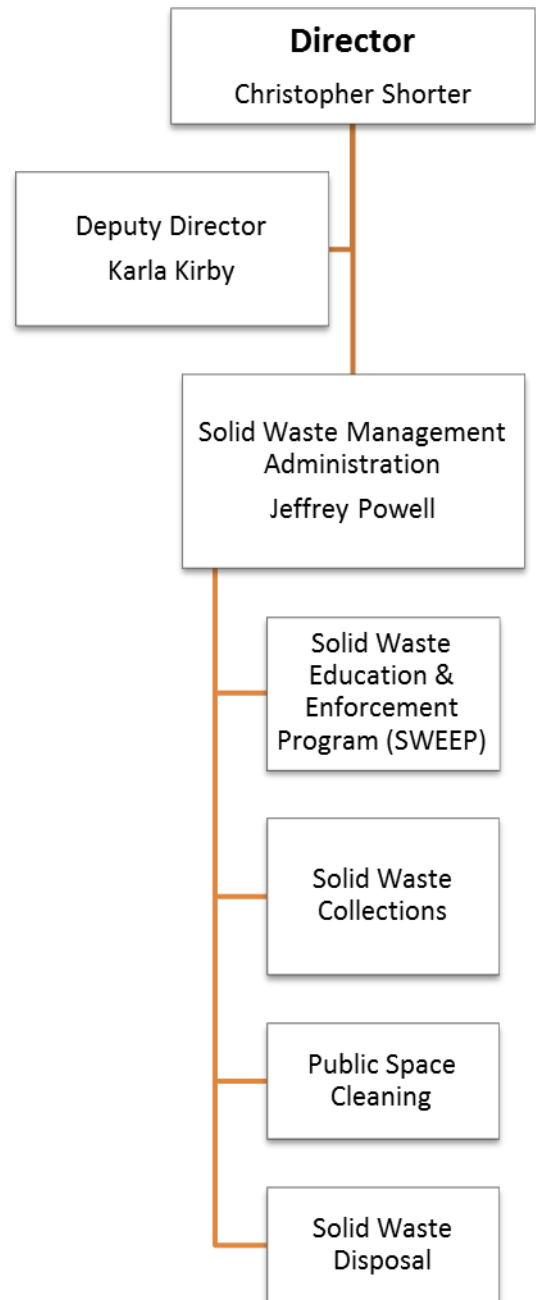 Director
Christopher Shorter
Deputy Director
Karla Kirby
Solid Waste Management
Administration
Jeffrey Powell
Solid Waste
Education &
Enforcement
Program (SWEEP)
Solid Waste
Collections
Public Space
Cleaning
Solid Waste
Disposal